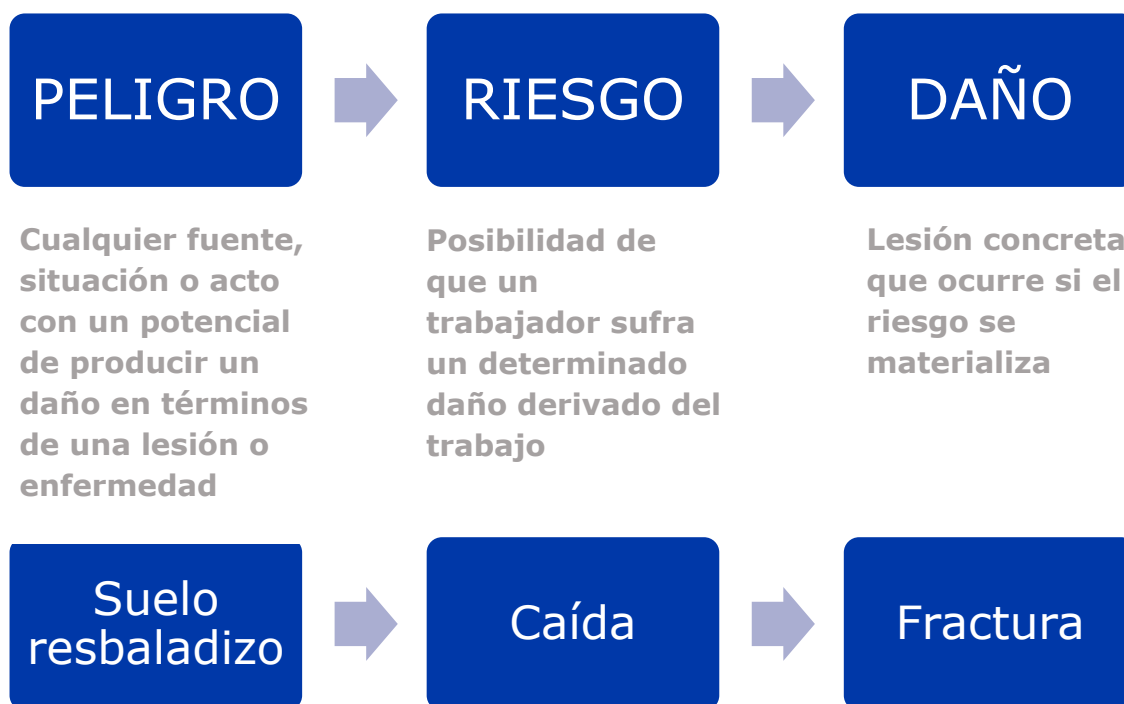 PELIGRO
RIESGO
DAÑO
Cualquier fuente,
situación o acto
con un potencial
de producir un
daño en términos
de una lesión o
enfermedad
Posibilidad de
que un
trabajador sufra
un determinado
daño derivado del
trabajo
Lesión concreta
que ocurre si el
riesgo se
materializa
Suelo
resbaladizo
Caída
Fractura